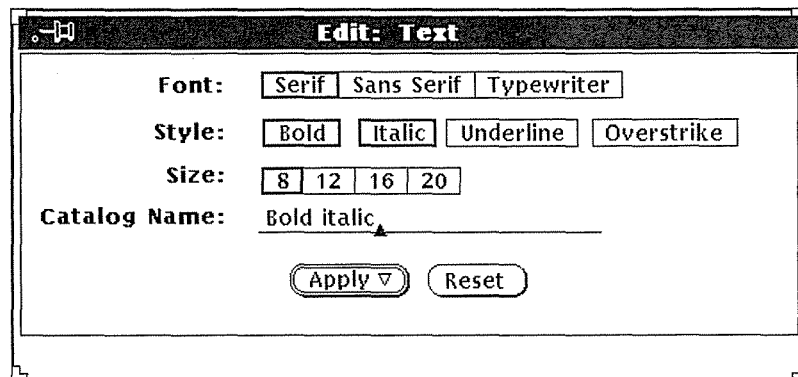 Edit: Text
Font: Serif Sans Serif Typewriter
Style: Bold Italic Underline Overstrike
Size: 8 12 16 20
Catalog Name: Bold italic
Apply ▽ Reset